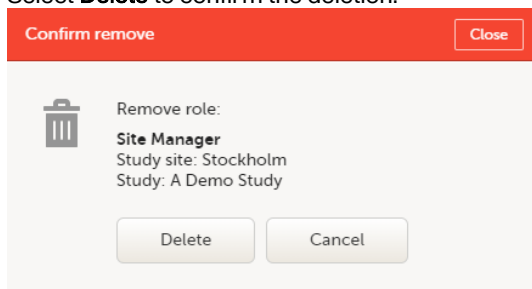 Select Delete to confirm the deletion.
Confirm remove
Close
Remove role:
Site Manager
Study site: Stockholm
Study: A Demo Study
Delete
Cancel